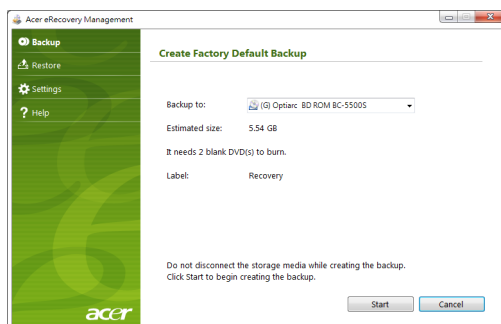 Acer eRecovery Management
Backup
Restore
Settings
Help
Create Factory Default Backup
Backup to: (G) Optiarc BD ROM BC-5500S
Estimated size: 5.54 GB
It needs 2 blank DVD(s) to burn.
Label: Recovery
Do not disconnect the storage media while creating the backup.
Click Start to begin creating the backup.
Start Cancel
acer